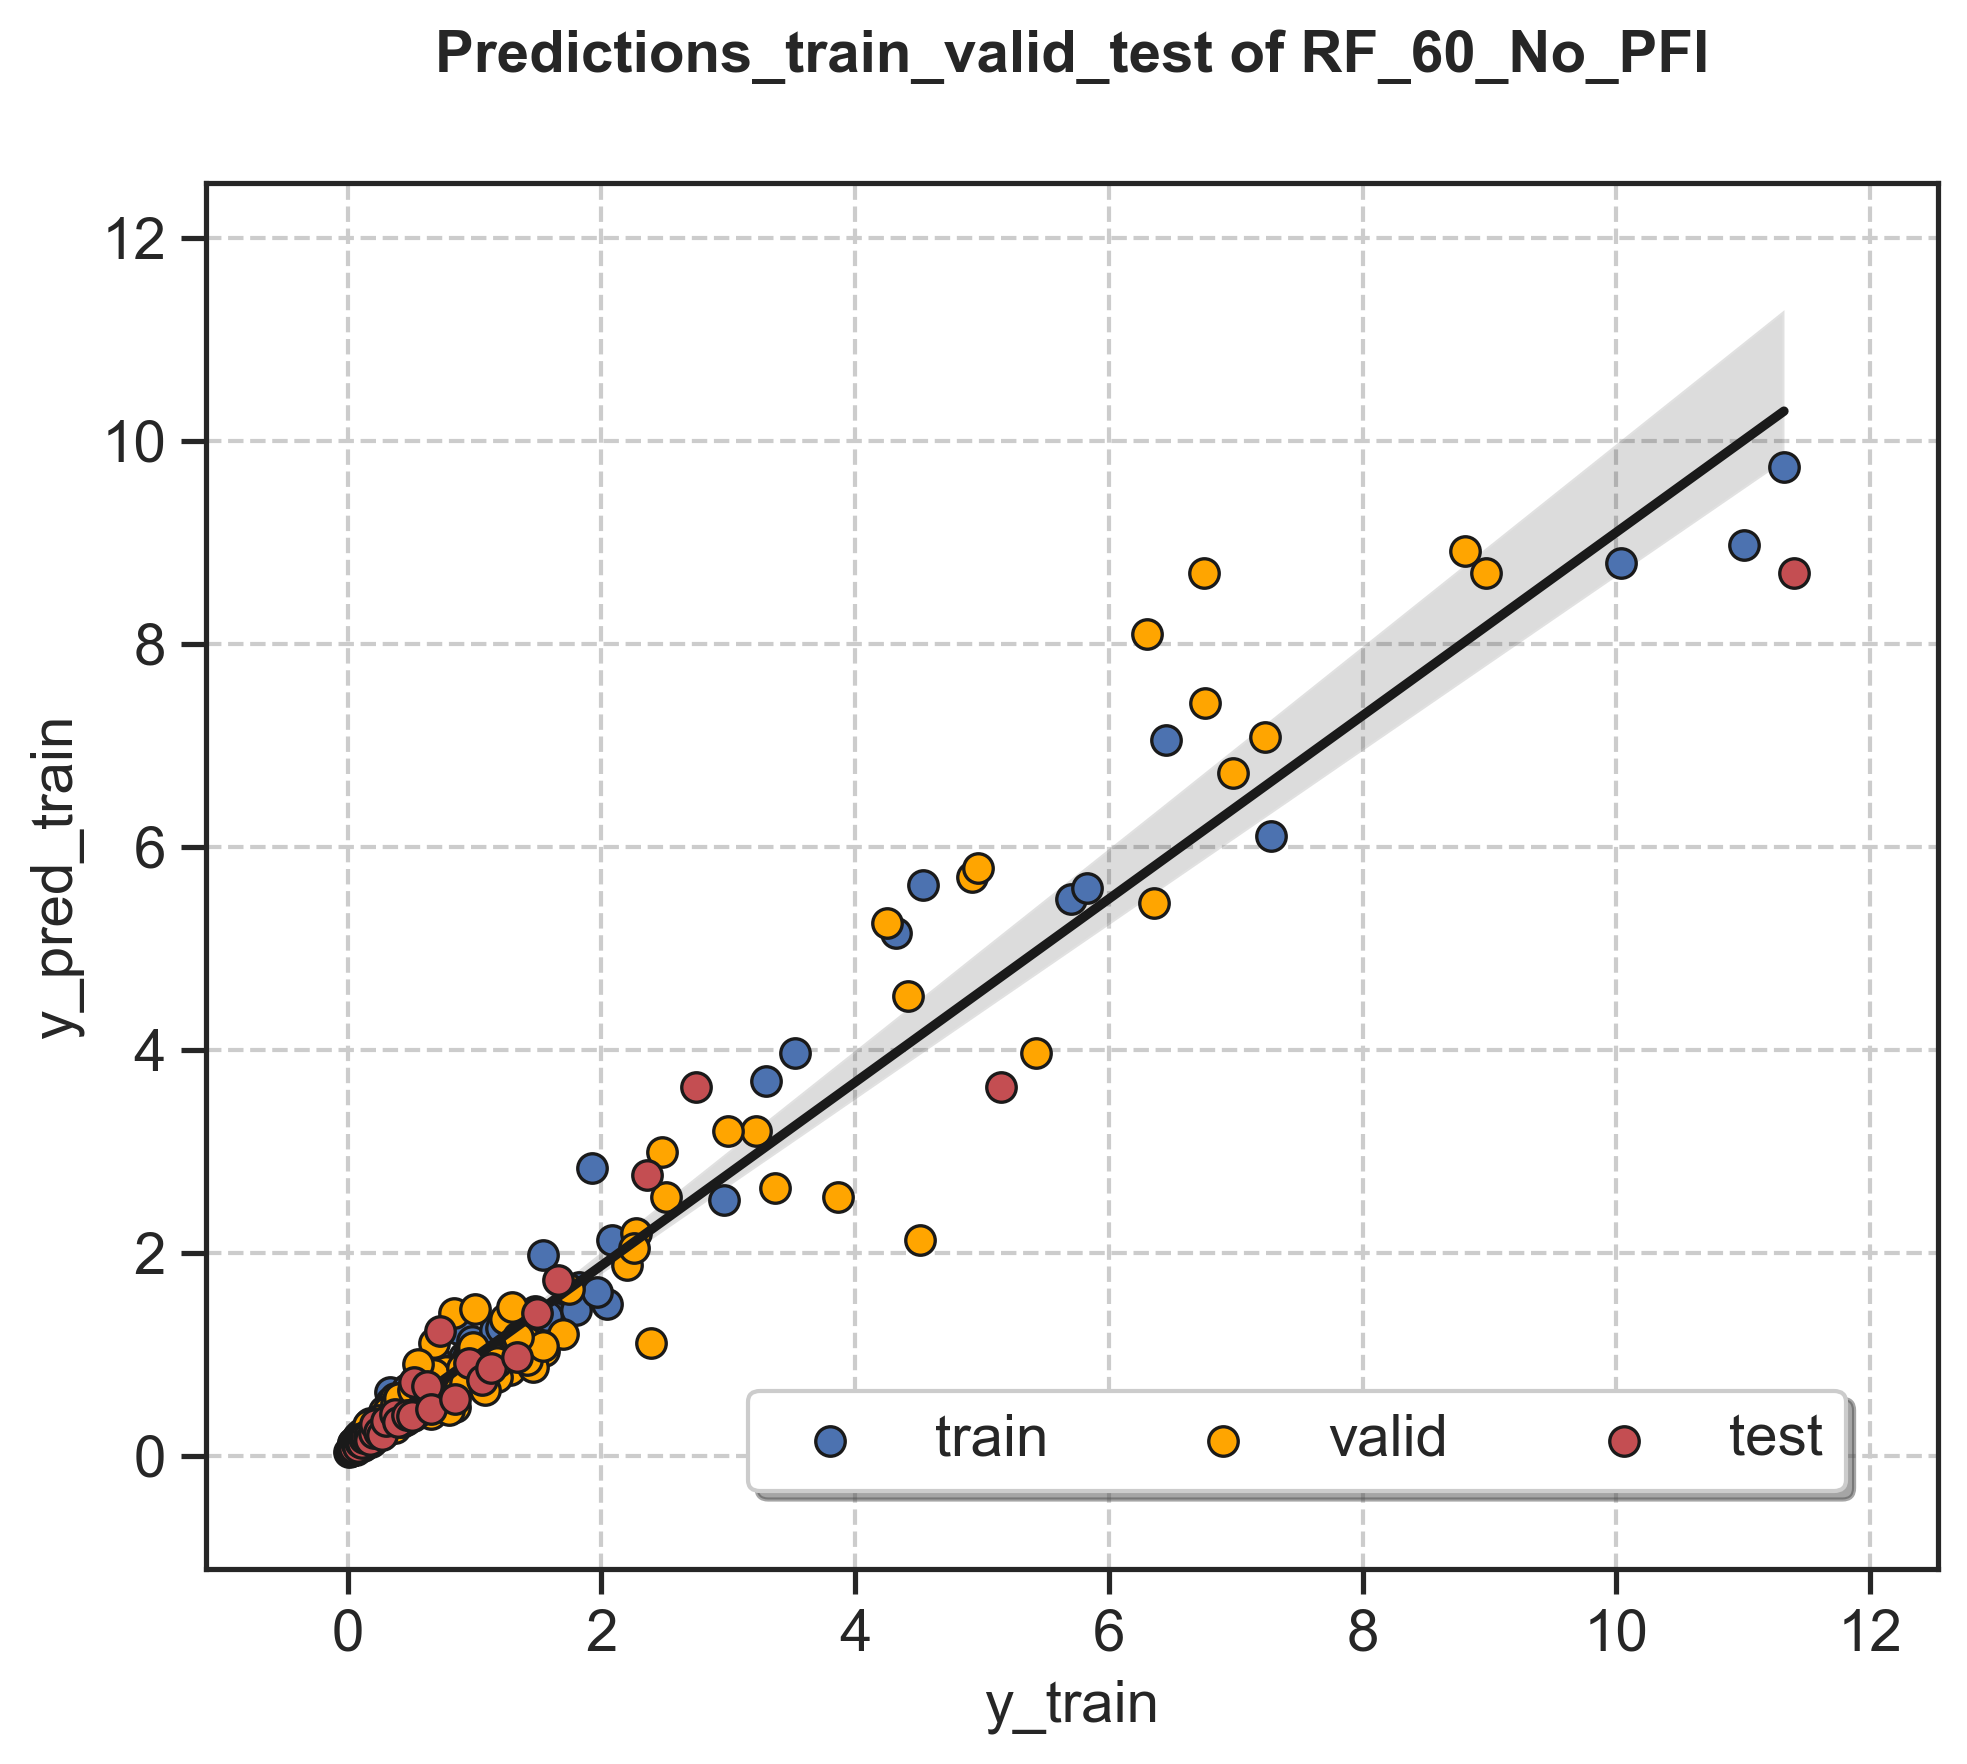 Predictions_train_valid_test of RF_60_No_PFI
12
10
8
6
4
2
0
y_pred_train
train valid test
0 2 4 6 8 10 12
y_train